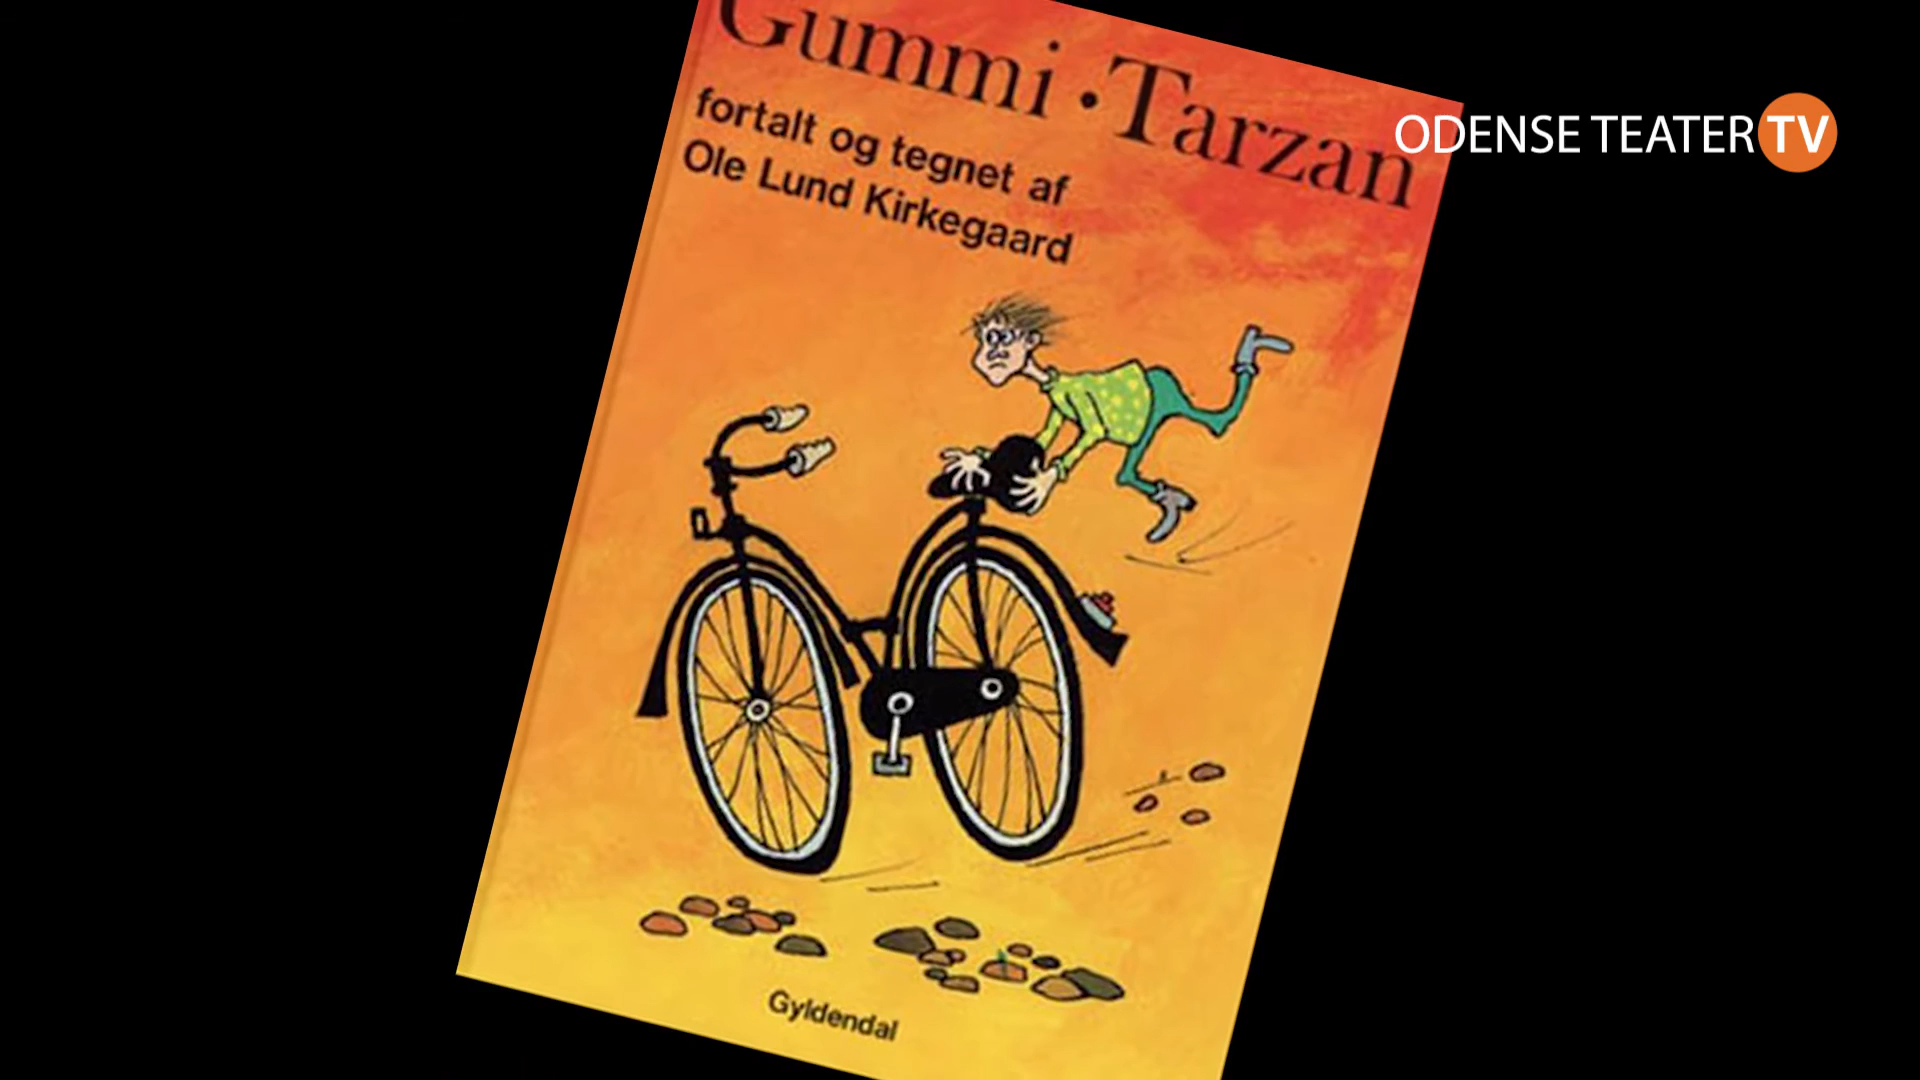 Gummi · Tarzan
fortalt og tegnet af
Ole Lund Kirkegaard
ODENSE TEATER TV
Gyldendal